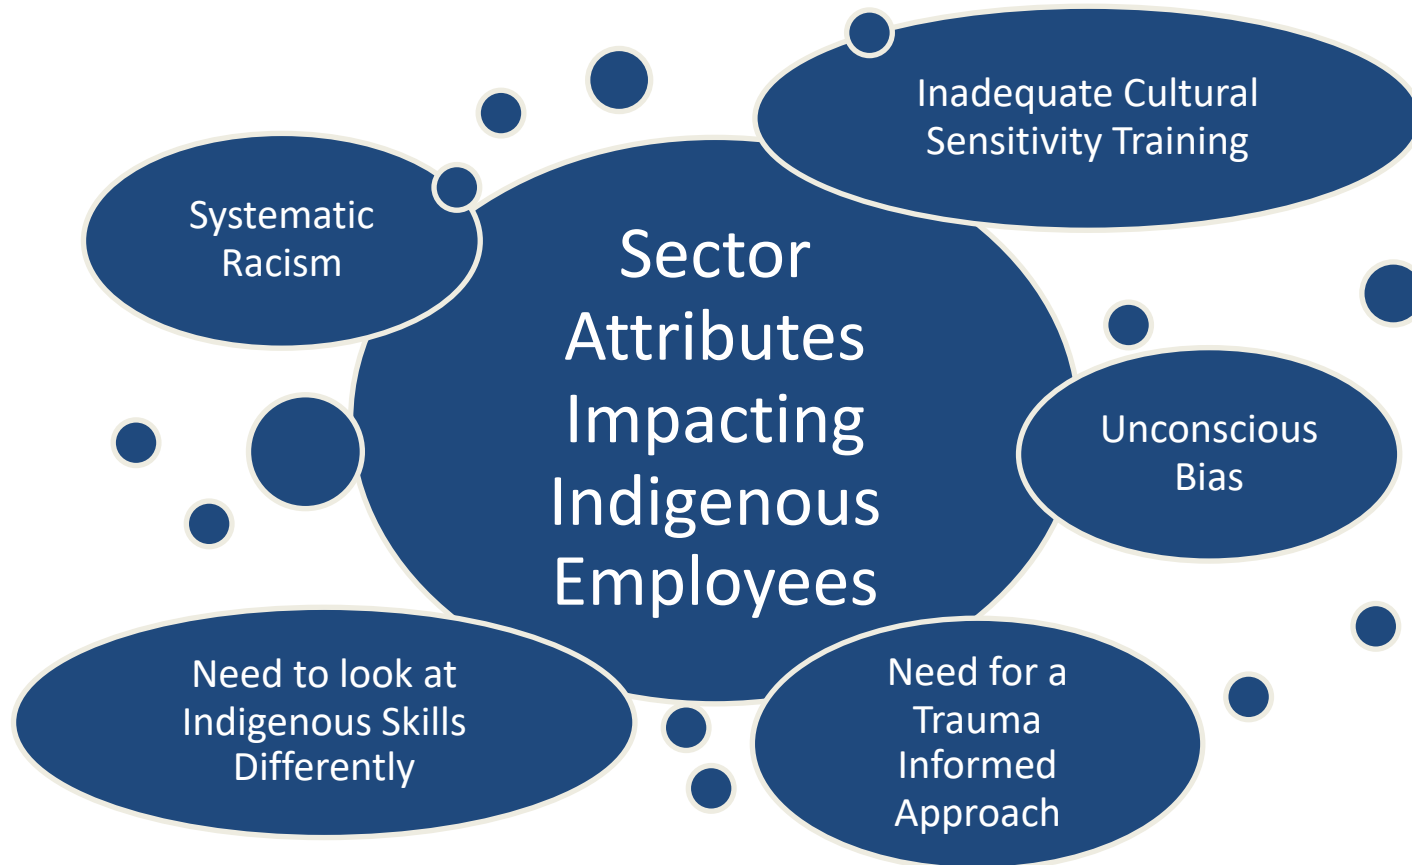 Inadequate Cultural
Sensitivity Training
Systematic
Racism
Sector
Attributes
Impacting
Indigenous
Employees
Unconscious
Bias
Need to look at
Indigenous Skills
Differently
Need for a
Trauma
Informed
Approach